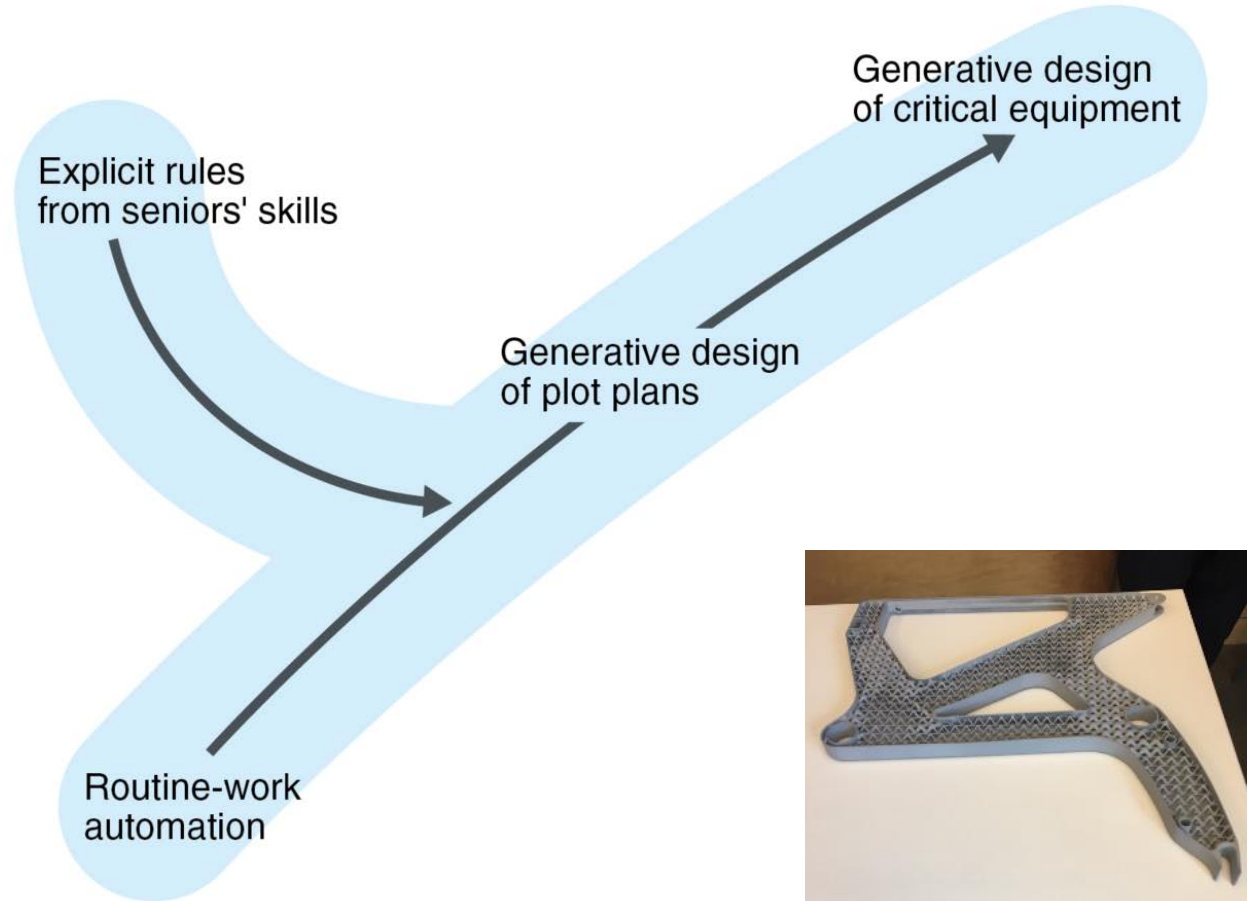 Generative design
of critical equipment
Explicit rules
from seniors' skills
Generative design
of plot plans
Routine-work
automation